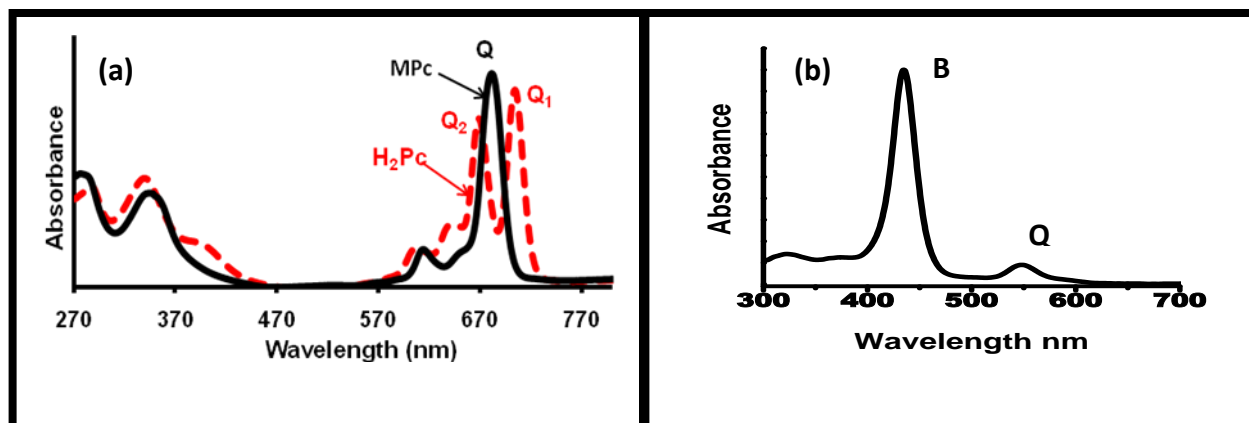 (a)
Q
MPc
Q₁
Q₂
H₂Pc
Absorbance
270 370 470 570 670 770
Wavelength (nm)
(b)
B
Q
Absorbance
300 400 500 600 700
Wavelength nm